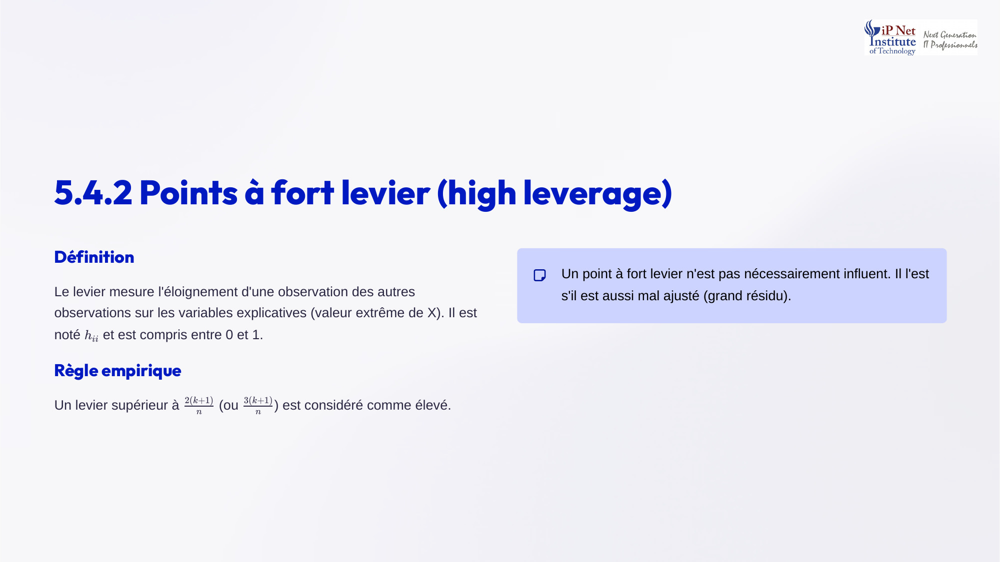 iP Net
Institute
of Technology
Next Generation
IT Professionnels
5.4.2 Points à fort levier (high leverage)
Définition
Le levier mesure l'éloignement d'une observation des autres
observations sur les variables explicatives (valeur extrême de X). Il est
noté $h_{ii}$ et est compris entre 0 et 1.
Règle empirique
Un levier supérieur à $\frac{2(k+1)}{n}$ (ou $\frac{3(k+1)}{n}$) est considéré comme élevé.
Un point à fort levier n'est pas nécessairement influent. Il l'est
s'il est aussi mal ajusté (grand résidu).